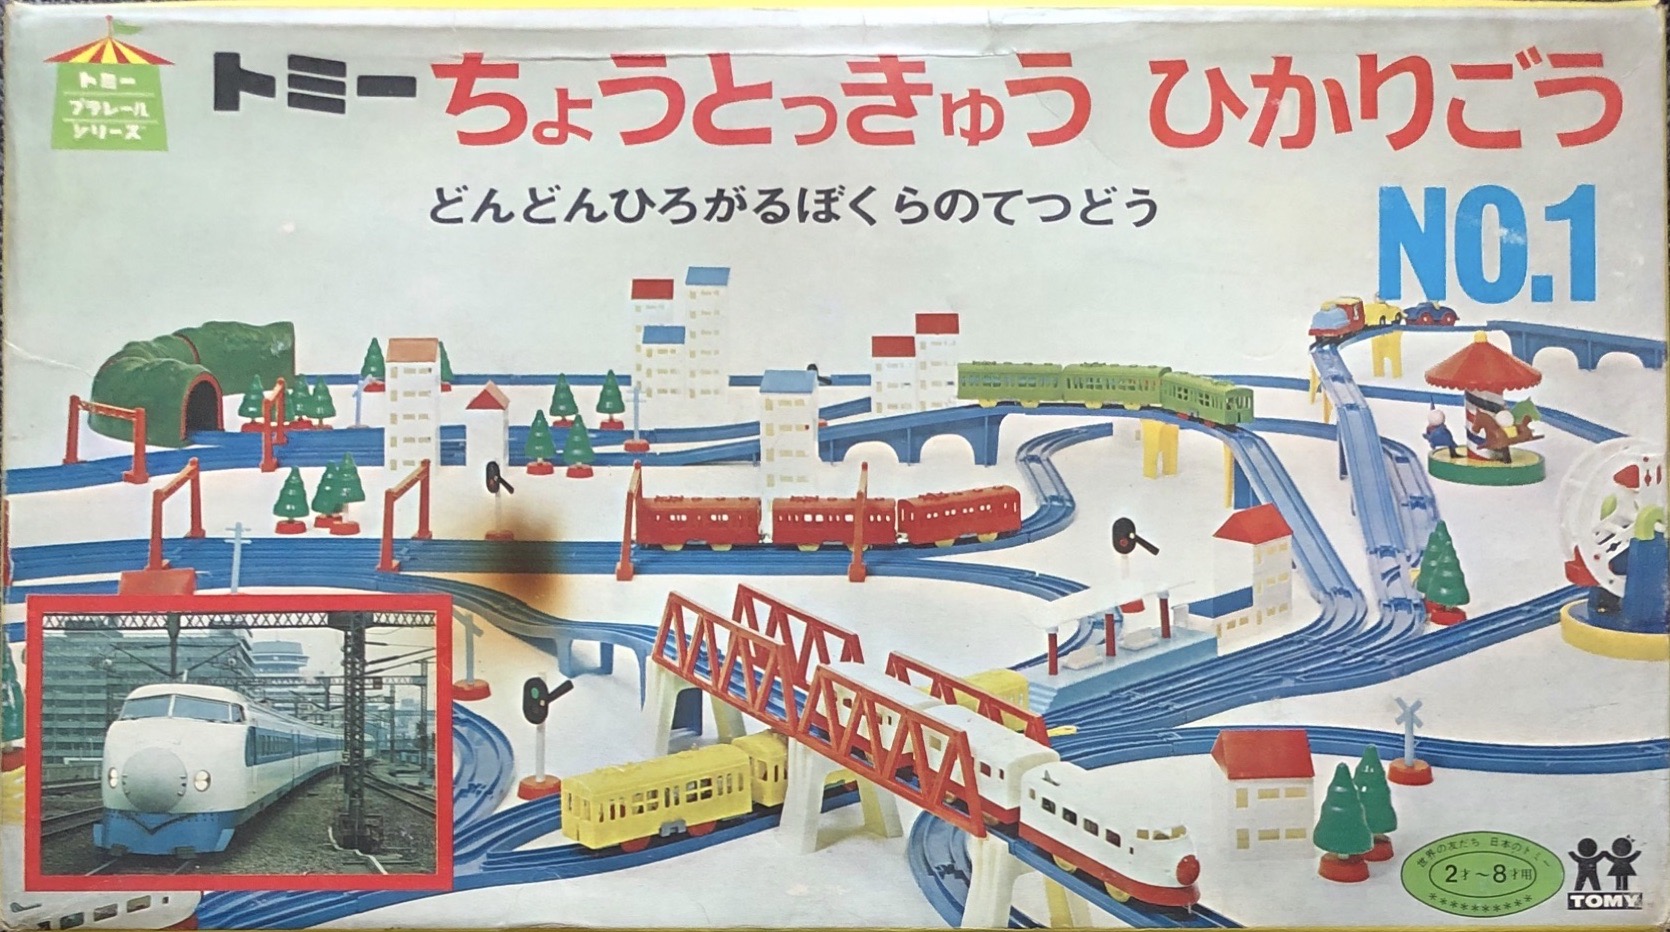 トミー
プラレール
シリーズ
トミー ちょうとっきゅう ひかりごう
どんどんひろがるぼくらのてつどう
NO.1
世界の友だち 日本のトミー
2才〜8才用
TOMY